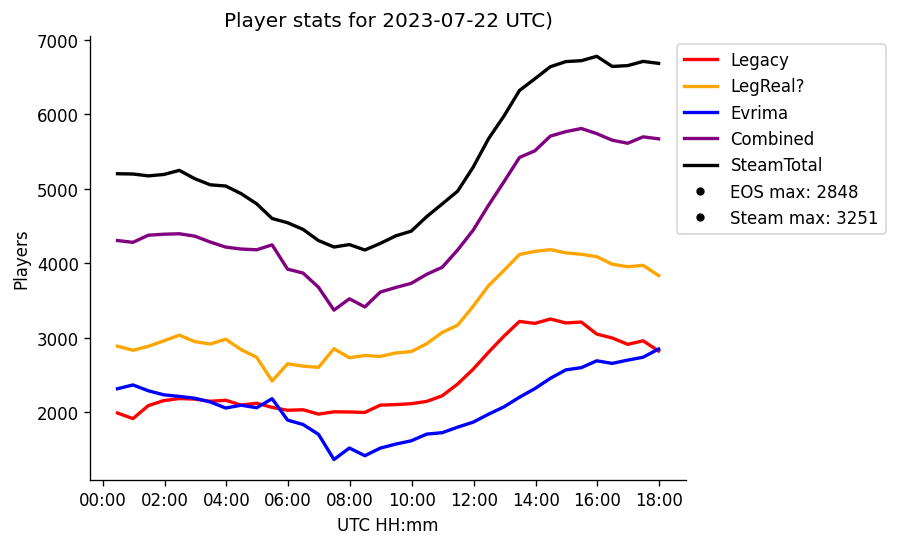 Player stats for 2023-07-22 UTC)
7000
6000
5000
4000
3000
2000
Players
00:00 02:00 04:00 06:00 08:00 10:00 12:00 14:00 16:00 18:00
UTC HH:mm
Legacy
LegReal?
Evrima
Combined
SteamTotal
EOS max: 2848
Steam max: 3251